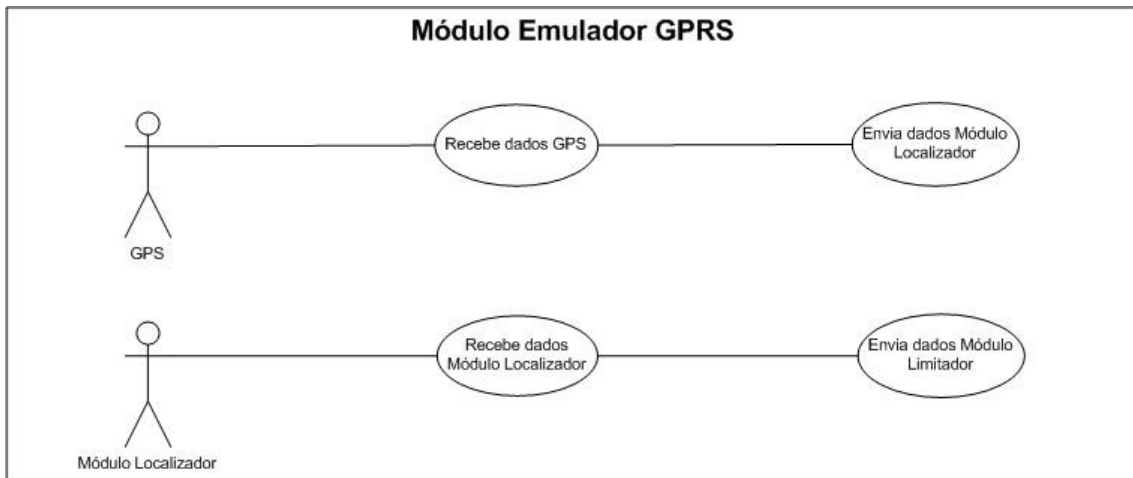 Módulo Emulador GPRS
Recebe dados GPS
Envia dados Módulo
Localizador
GPS
Recebe dados
Módulo Localizador
Envia dados Módulo
Limitador
Módulo Localizador